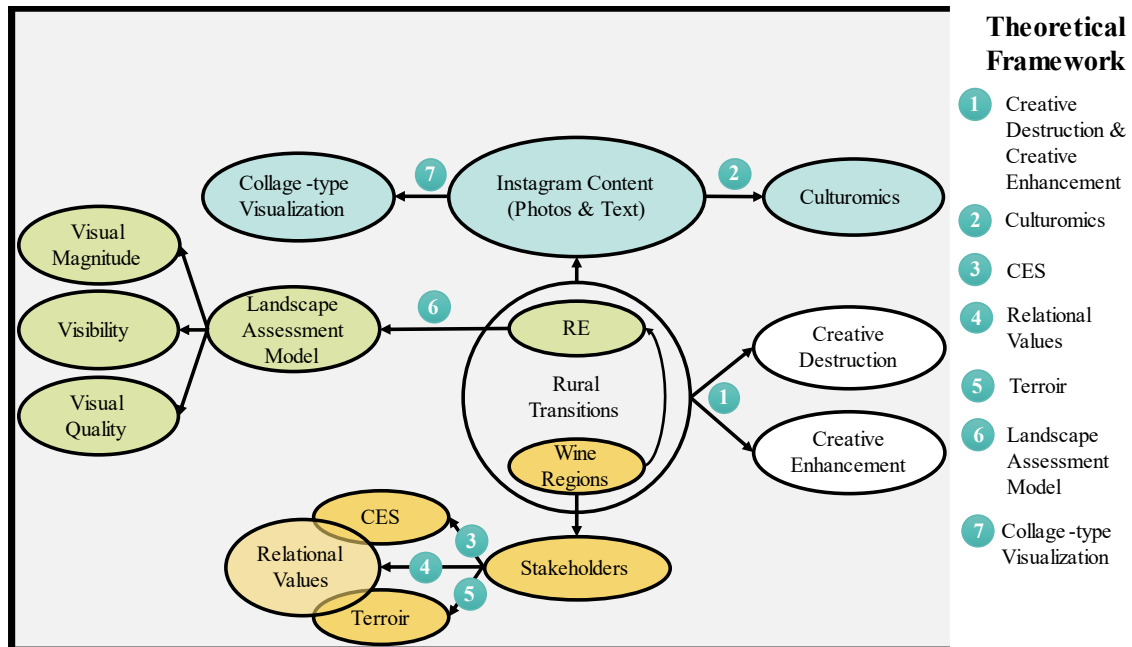 Theoretical
Framework
1
Creative
Destruction &
Creative
Enhancement
2
Culturomics
3
CES
4
Relational
Values
5
Terroir
6
Landscape
Assessment
Model
7
Collage -type
Visualization
Collage -type
Visualization
7
Instagram Content
(Photos & Text)
2
Culturomics
Visual
Magnitude
Visibility
Visual
Quality
Landscape
Assessment
Model
6
RE
Rural
Transitions
Wine
Regions
1
Creative
Destruction
Creative
Enhancement
CES
Relational
Values
Terroir
3
4
5
Stakeholders